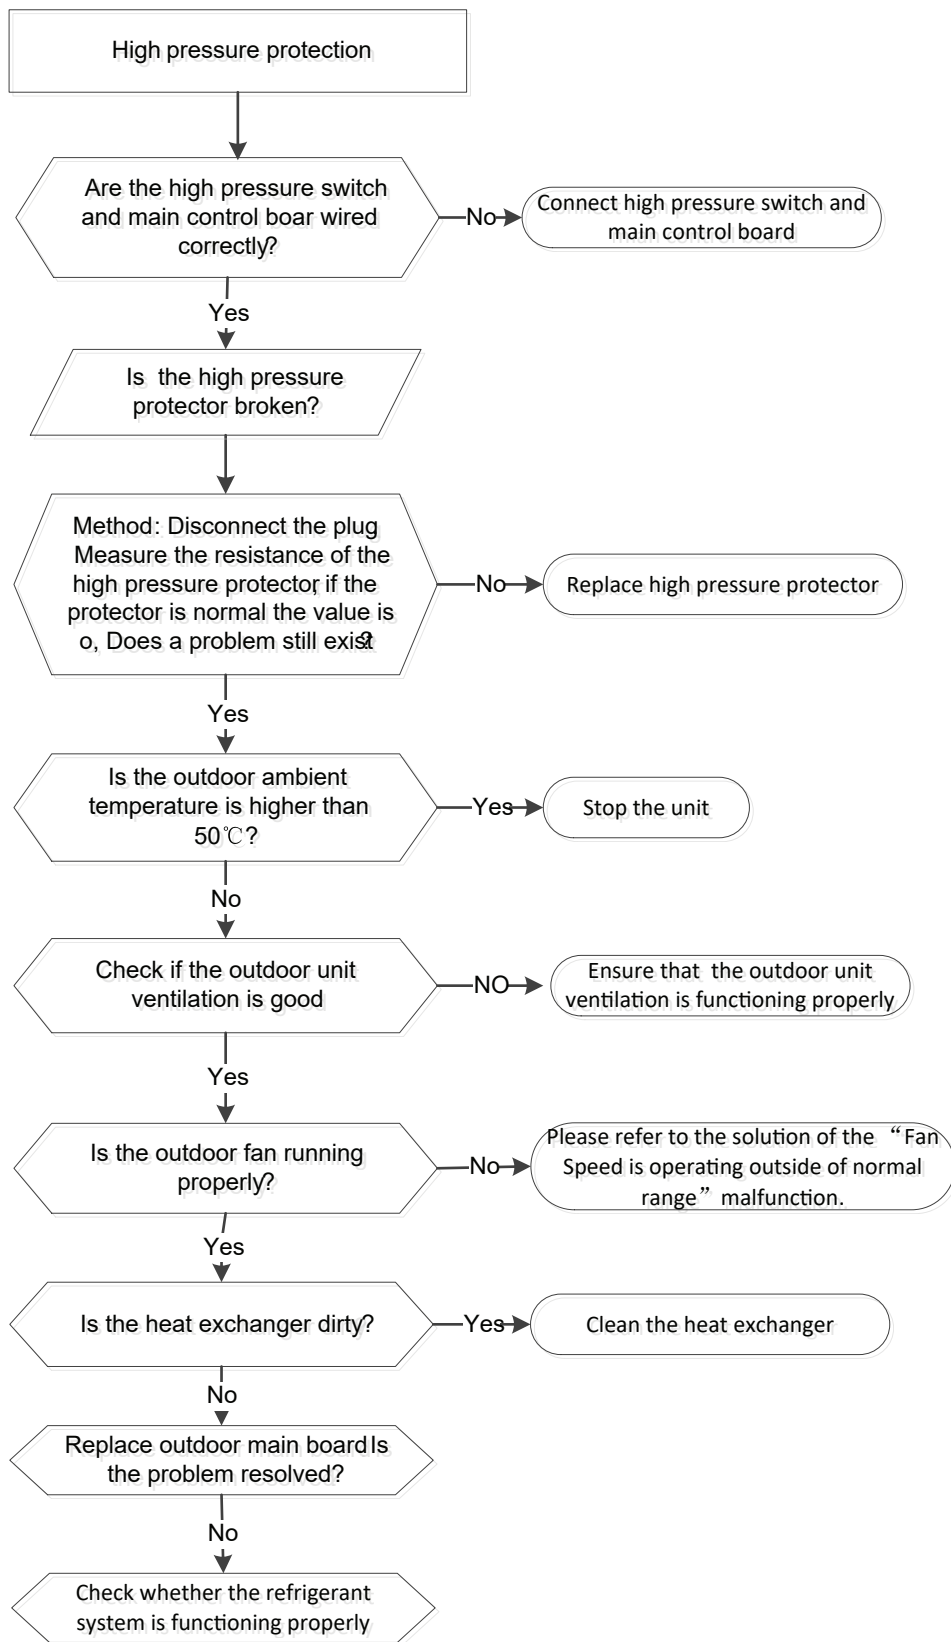 High pressure protection
Are the high pressure switch
and main control boar wired
correctly?
No
Connect high pressure switch and
main control board
Yes
Is the high pressure
protector broken?
Method: Disconnect the plug
Measure the resistance of the
high pressure protector, if the
protector is normal the value is
o, Does a problem still exist?
No
Replace high pressure protector
Yes
Is the outdoor ambient
temperature is higher than
50℃?
Yes
Stop the unit
No
Check if the outdoor unit
ventilation is good
NO
Ensure that the outdoor unit
ventilation is functioning properly
Yes
Is the outdoor fan running
properly?
No
Please refer to the solution of the “Fan
Speed is operating outside of normal
range” malfunction.
Yes
Is the heat exchanger dirty?
Yes
Clean the heat exchanger
No
Replace outdoor main board Is
the problem resolved?
No
Check whether the refrigerant
system is functioning properly